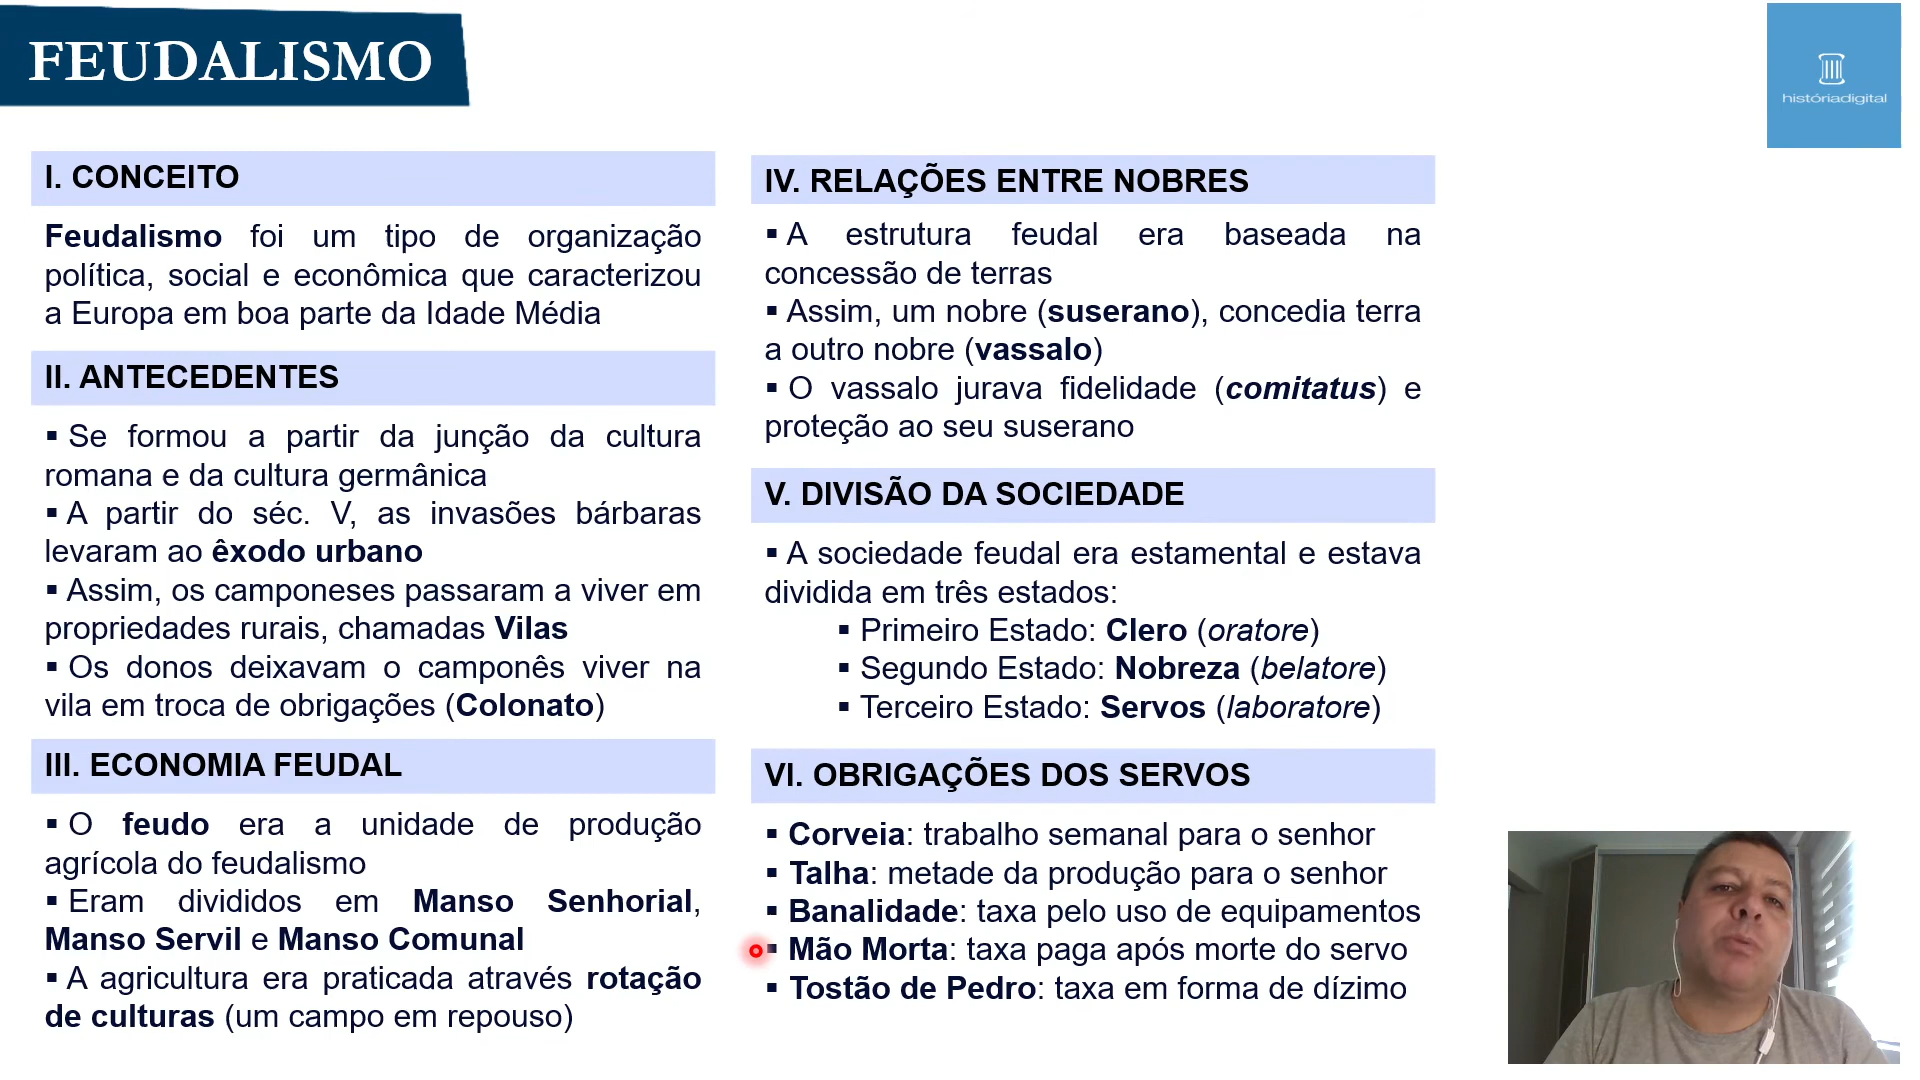 FEUDALISMO
históriadigital
I. CONCEITO
Feudalismo foi um tipo de organização
política, social e econômica que caracterizou
a Europa em boa parte da Idade Média
II. ANTECEDENTES
▪ Se formou a partir da junção da cultura
romana e da cultura germânica
▪ A partir do séc. V, as invasões bárbaras
levaram ao êxodo urbano
▪ Assim, os camponeses passaram a viver em
propriedades rurais, chamadas Vilas
▪ Os donos deixavam o camponês viver na
vila em troca de obrigações (Colonato)
III. ECONOMIA FEUDAL
▪ O feudo era a unidade de produção
agrícola do feudalismo
▪ Eram divididos em Manso Senhorial,
Manso Servil e Manso Comunal
▪ A agricultura era praticada através rotação
de culturas (um campo em repouso)
IV. RELAÇÕES ENTRE NOBRES
▪ A estrutura feudal era baseada na
concessão de terras
▪ Assim, um nobre (suserano), concedia terra
a outro nobre (vassalo)
▪ O vassalo jurava fidelidade (comitatus) e
proteção ao seu suserano
V. DIVISÃO DA SOCIEDADE
▪ A sociedade feudal era estamental e estava
dividida em três estados:
▪ Primeiro Estado: Clero (oratore)
▪ Segundo Estado: Nobreza (belatore)
▪ Terceiro Estado: Servos (laboratore)
VI. OBRIGAÇÕES DOS SERVOS
▪ Corveia: trabalho semanal para o senhor
▪ Talha: metade da produção para o senhor
▪ Banalidade: taxa pelo uso de equipamentos
▪ Mão Morta: taxa paga após morte do servo
▪ Tostão de Pedro: taxa em forma de dízimo